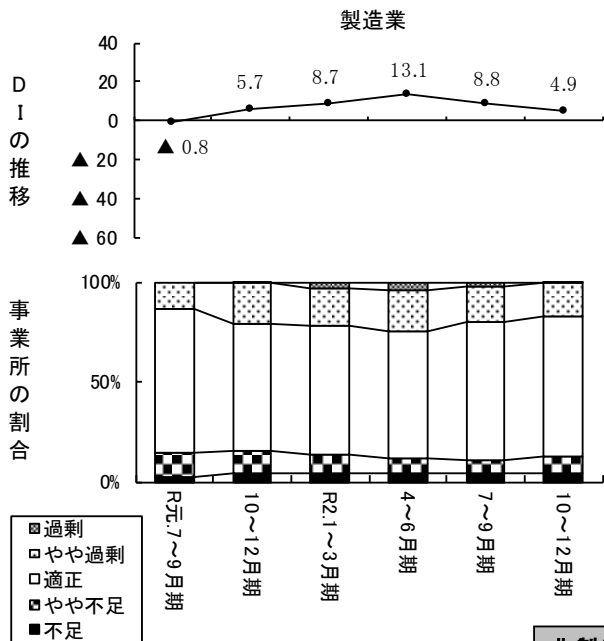 製造業
DIの推移
40
20
0
▲ 20
▲ 40
▲ 60
5.7
8.7
13.1
8.8
4.9
▲ 0.8
事業所の割合
100%
50%
0%
R元.7～9月期
10～12月期
R2.1～3月期
4～6月期
7～9月期
10～12月期
過剰
やや過剰
適正
やや不足
不足